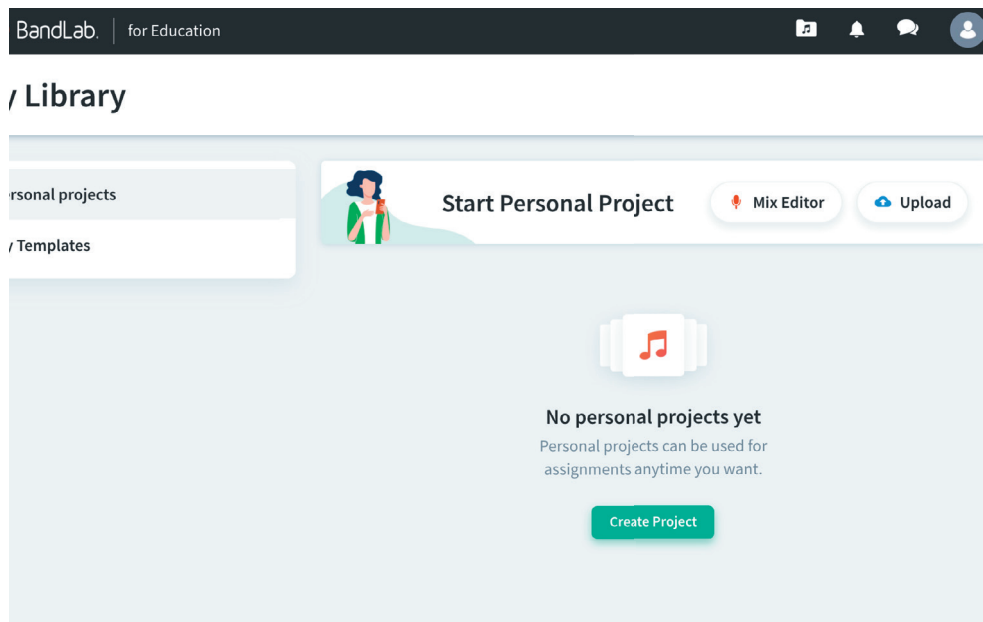 BandLab. for Education
y Library
ersonal projects
y Templates
Start Personal Project
Mix Editor
Upload
No personal projects yet
Personal projects can be used for
assignments anytime you want.
Create Project